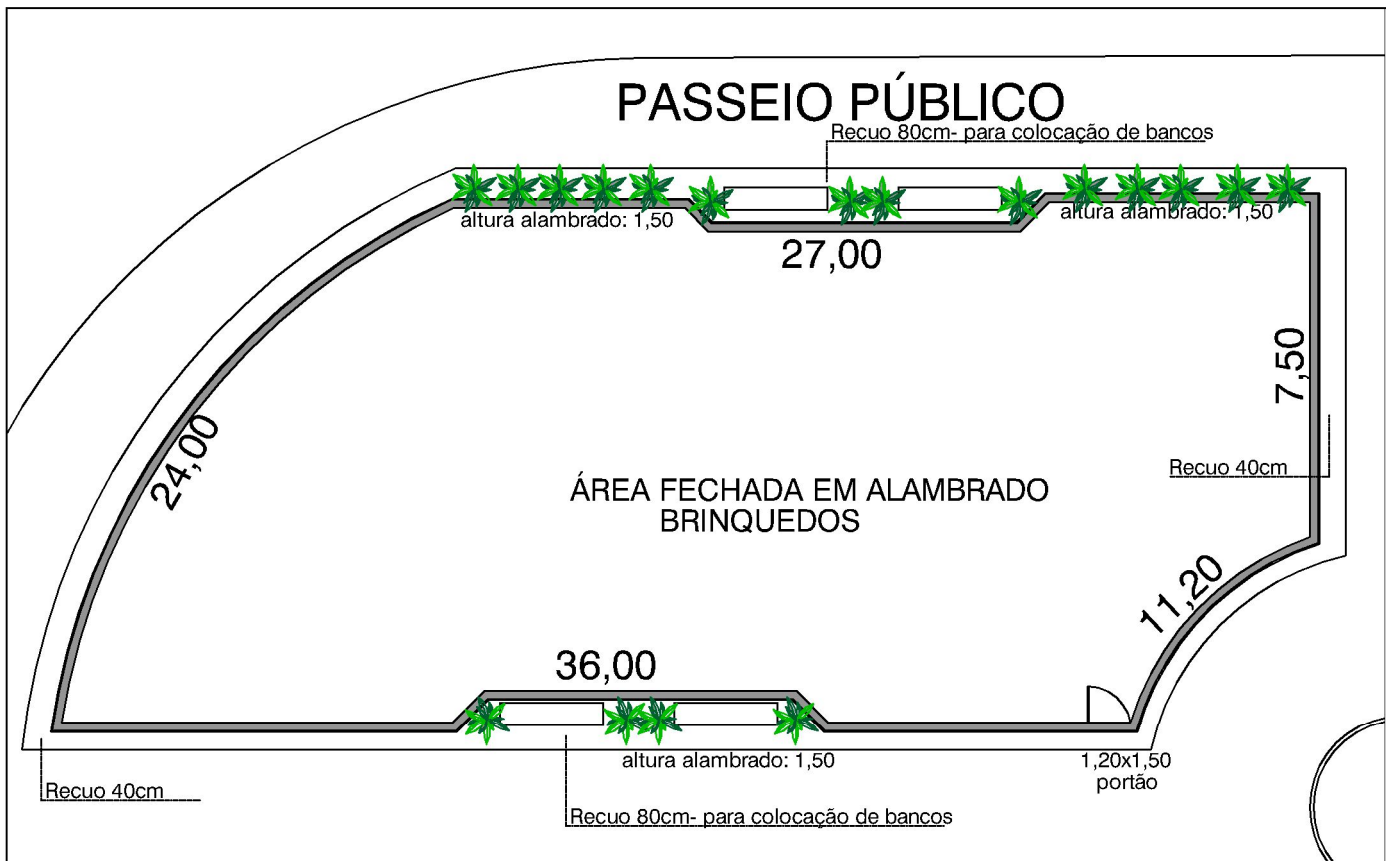 PASSEIO PÚBLICO
Recuo 80cm- para colocação de bancos
altura alambrado: 1,50
altura alambrado: 1,50
27,00
7,50
24,00
Recuo 40cm
ÁREA FECHADA EM ALAMBRADO
BRINQUEDOS
11,20
36,00
altura alambrado: 1,50
1,20x1,50
portão
Recuo 40cm
Recuo 80cm- para colocação de bancos